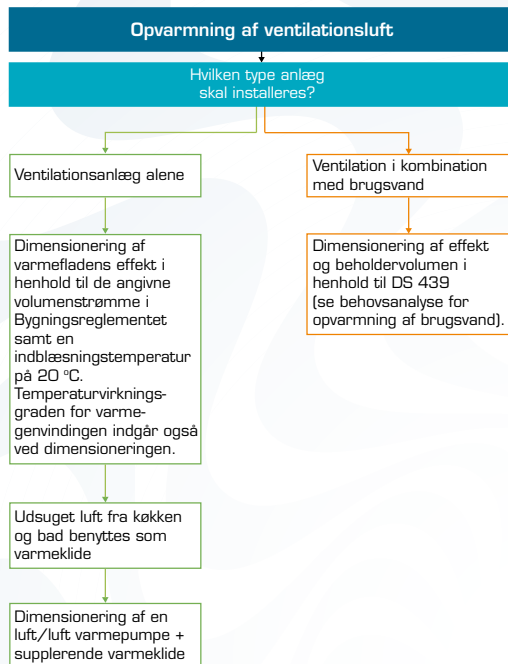 Opvarmning af ventilationsluft
Hvilken type anlæg
skal installeres?
Ventilationsanlæg alene
Dimensionering af
varmefladens effekt i
henhold til de angivne
volumenstrømme i
Bygningsreglementet
samt en
indblæsningstemperatur
på 20 °C.
Temperaturvirknings-
graden for varme-
genvindingen indgår også
ved dimensioneringen.
Udsuget luft fra køkken
og bad benyttes som
varmeklide
Dimensionering af en
luft/luft varmepumpe +
supplerende varmeklide
Ventilation i kombination
med brugsvand
Dimensionering af effekt
og beholdervolumen i
henhold til DS 439
(se behovsanalyse for
opvarmning af brugsvand).